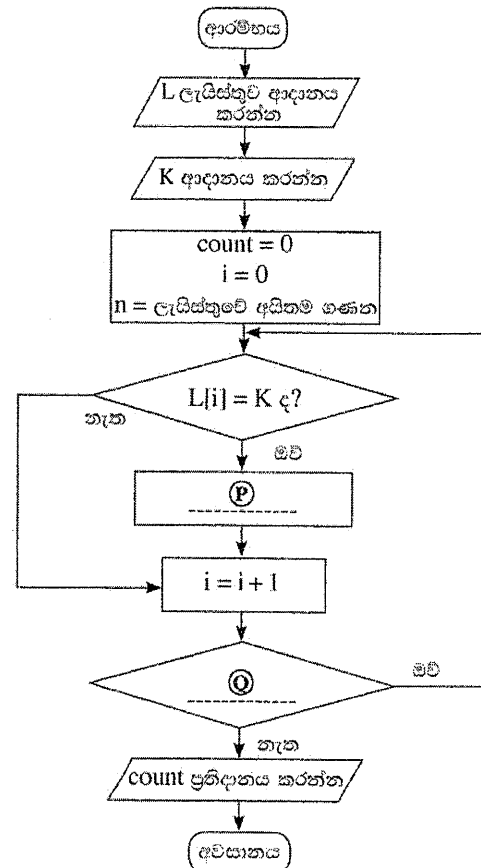 ආරම්භය
L ලැයිස්තුව ආදානය
කරන්න
K ආදානය කරන්න
count = 0
i = 0
n = ලැයිස්තුවේ අයිතම ගණන
L[i] = K ද?
නැත
ඔව්
P
i = i + 1
Q
ඔව්
නැත
count ප්‍රතිදානය කරන්න
අවසානය